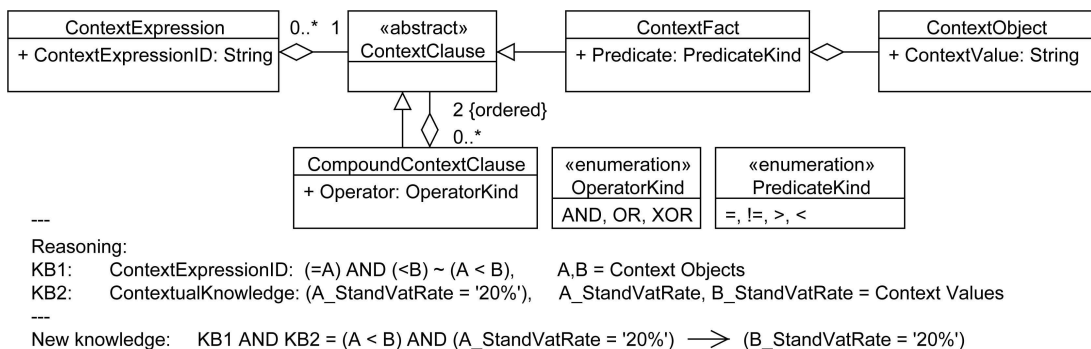 ContextExpression
+ ContextExpressionID: String
0..* 1
«abstract»
ContextClause
ContextFact
+ Predicate: PredicateKind
ContextObject
+ ContextValue: String
2 {ordered}
0..*
CompoundContextClause
+ Operator: OperatorKind
«enumeration»
OperatorKind
AND, OR, XOR
«enumeration»
PredicateKind
=, !=, >, <
---
Reasoning:
KB1: ContextExpressionID: (=A) AND (<B) ~ (A < B), A,B = Context Objects
KB2: ContextualKnowledge: (A_StandVatRate = '20%'), A_StandVatRate, B_StandVatRate = Context Values
---
New knowledge: KB1 AND KB2 = (A < B) AND (A_StandVatRate = '20%') → (B_StandVatRate = '20%')